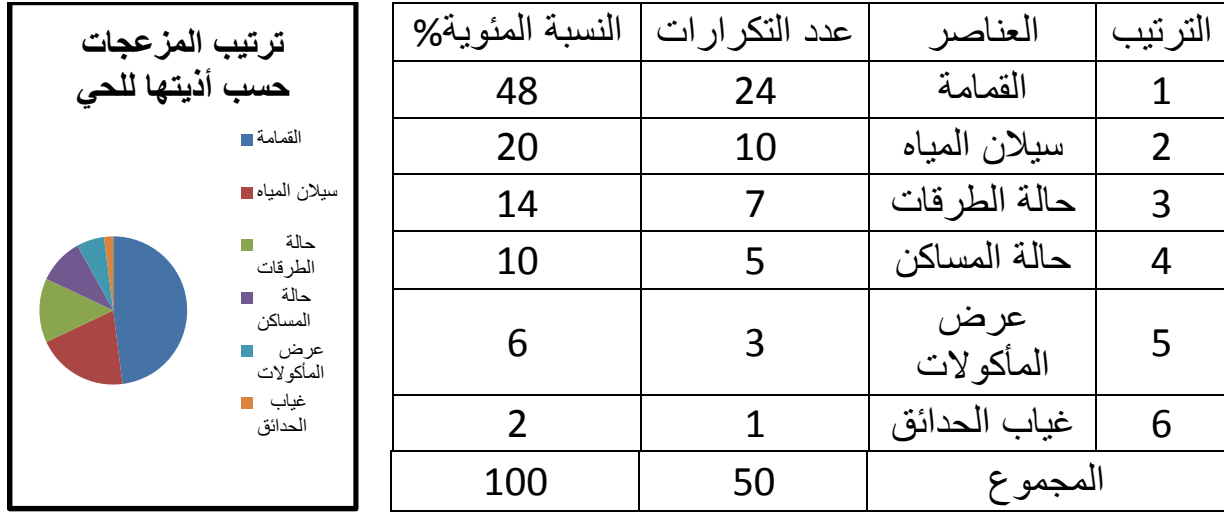 ترتيب المزعجات
حسب أذيتها للحي
القمامة
سيلان المياه
حالة
الطرقات
حالة
المساكن
عرض
المأكولات
غياب
الحدائق
الترتيب العناصر عدد التكرارات النسبة المئوية%
1 القمامة 24 48
2 سيلان المياه 10 20
3 حالة الطرقات 7 14
4 حالة المساكن 5 10
5 عرض
المأكولات 3 6
6 غياب الحدائق 1 2
المجموع 50 100